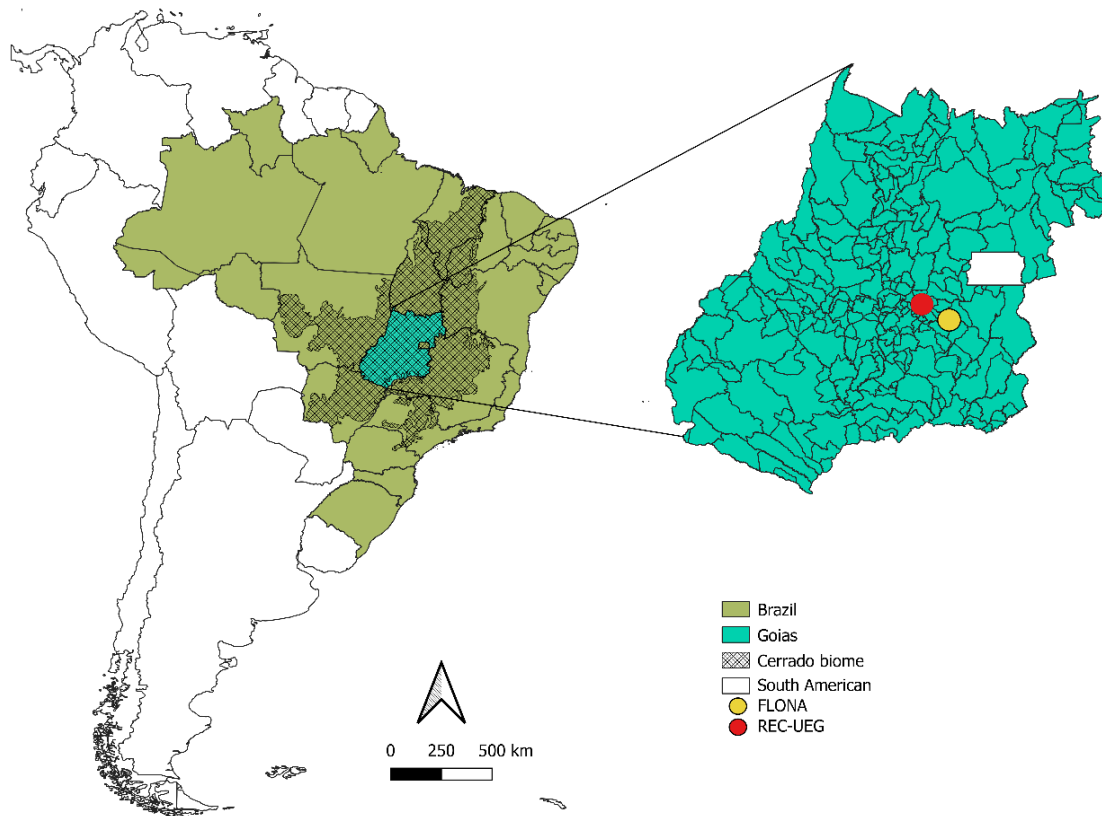 Brazil
Goias
Cerrado biome
South American
FLONA
REC-UEG
0 250 500 km